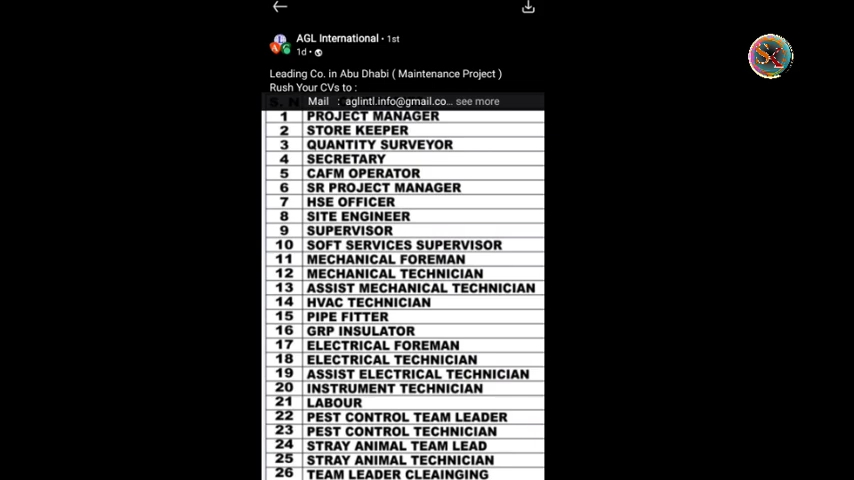 AGL International • 1st
1d •
Leading Co. in Abu Dhabi ( Maintenance Project )
Rush Your CVs to :
Mail : aglintl.info@gmail.co... see more
1 PROJECT MANAGER
2 STORE KEEPER
3 QUANTITY SURVEYOR
4 SECRETARY
5 CAFM OPERATOR
6 SR PROJECT MANAGER
7 HSE OFFICER
8 SITE ENGINEER
9 SUPERVISOR
10 SOFT SERVICES SUPERVISOR
11 MECHANICAL FOREMAN
12 MECHANICAL TECHNICIAN
13 ASSIST MECHANICAL TECHNICIAN
14 HVAC TECHNICIAN
15 PIPE FITTER
16 GRP INSULATOR
17 ELECTRICAL FOREMAN
18 ELECTRICAL TECHNICIAN
19 ASSIST ELECTRICAL TECHNICIAN
20 INSTRUMENT TECHNICIAN
21 LABOUR
22 PEST CONTROL TEAM LEADER
23 PEST CONTROL TECHNICIAN
24 STRAY ANIMAL TEAM LEAD
25 STRAY ANIMAL TECHNICIAN
26 TEAM LEADER CLEAINGING